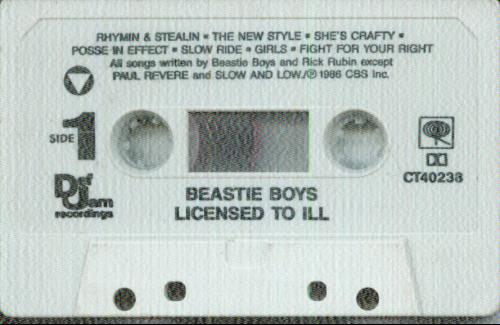 RHYMIN & STEALIN • THE NEW STYLE • SHE'S CRAFTY •
POSSE IN EFFECT • SLOW RIDE • GIRLS • FIGHT FOR YOUR RIGHT
All songs written by Beastie Boys and Rick Rubin except
PAUL REVERE and SLOW AND LOW./℗ 1986 CBS Inc.
SIDE 1
CT40238
Def
Jam
recordings
BEASTIE BOYS
LICENSED TO ILL